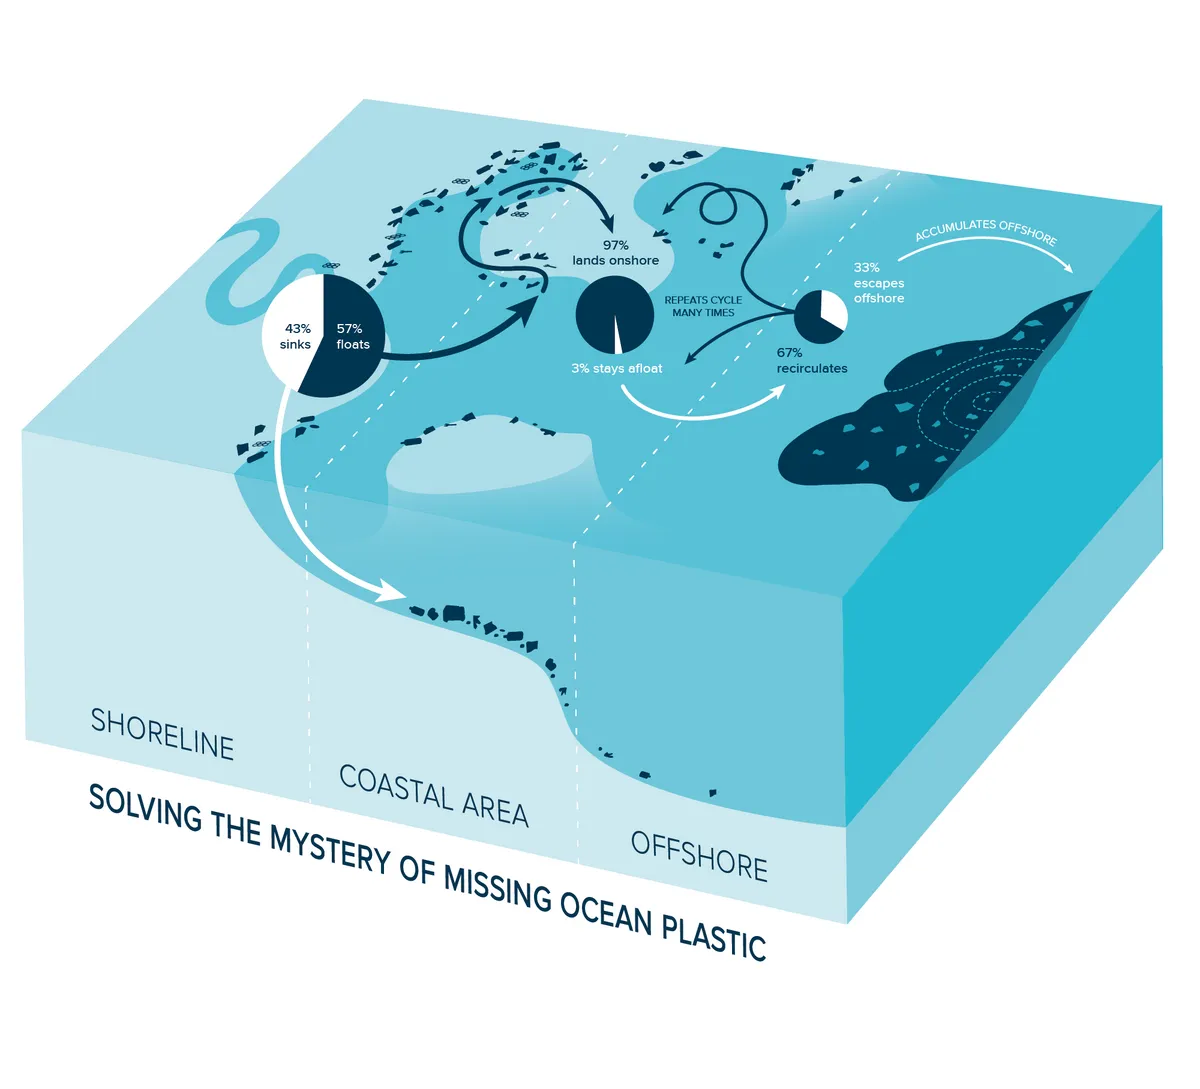 ACCUMULATES OFFSHORE
97%
lands onshore
33%
escapes
offshore
REPEATS CYCLE
MANY TIMES
43%
sinks
57%
floats
3% stays afloat
67%
recirculates
SHORELINE
COASTAL AREA
OFFSHORE
SOLVING THE MYSTERY OF MISSING OCEAN PLASTIC